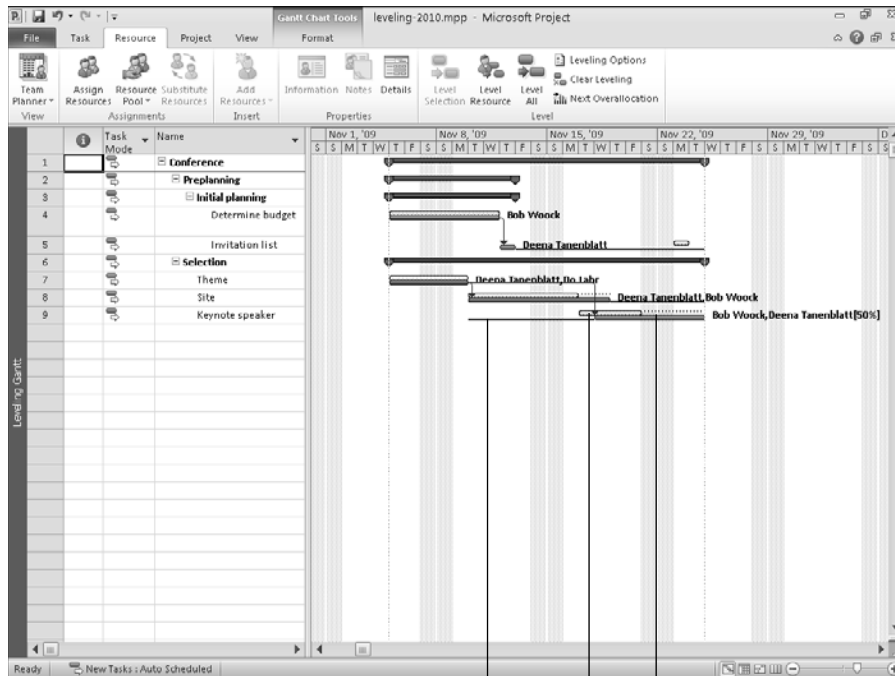 Gantt Chart Tools leveling-2010.mpp - Microsoft Project
File Task Resource Project View Format
Team Planner Assign Resources Resource Pool Substitute Resources Add Resources Information Notes Details Level Selection Level Resource Level All Leveling Options
Clear Leveling
Next Overallocation
View Assignments Insert Properties Level
Task Mode Name Nov 1, '09 Nov 8, '09 Nov 15, '09 Nov 22, '09 Nov 29, '09 D
S S M T W T F S S M T W T F S S M T W T F S S M T W T F S S M T W T F S S
1 Conference
2 Preplanning
3 Initial planning
4 Determine budget Bob Woock
5 Invitation list Deena Tanenblatt
6 Selection
7 Theme Deena Tanenblatt,Do Lahr
8 Site Deena Tanenblatt,Bob Woock
9 Keynote speaker Bob Woock,Deena Tanenblatt[50%]
Leveling Gantt
Ready New Tasks : Auto Scheduled